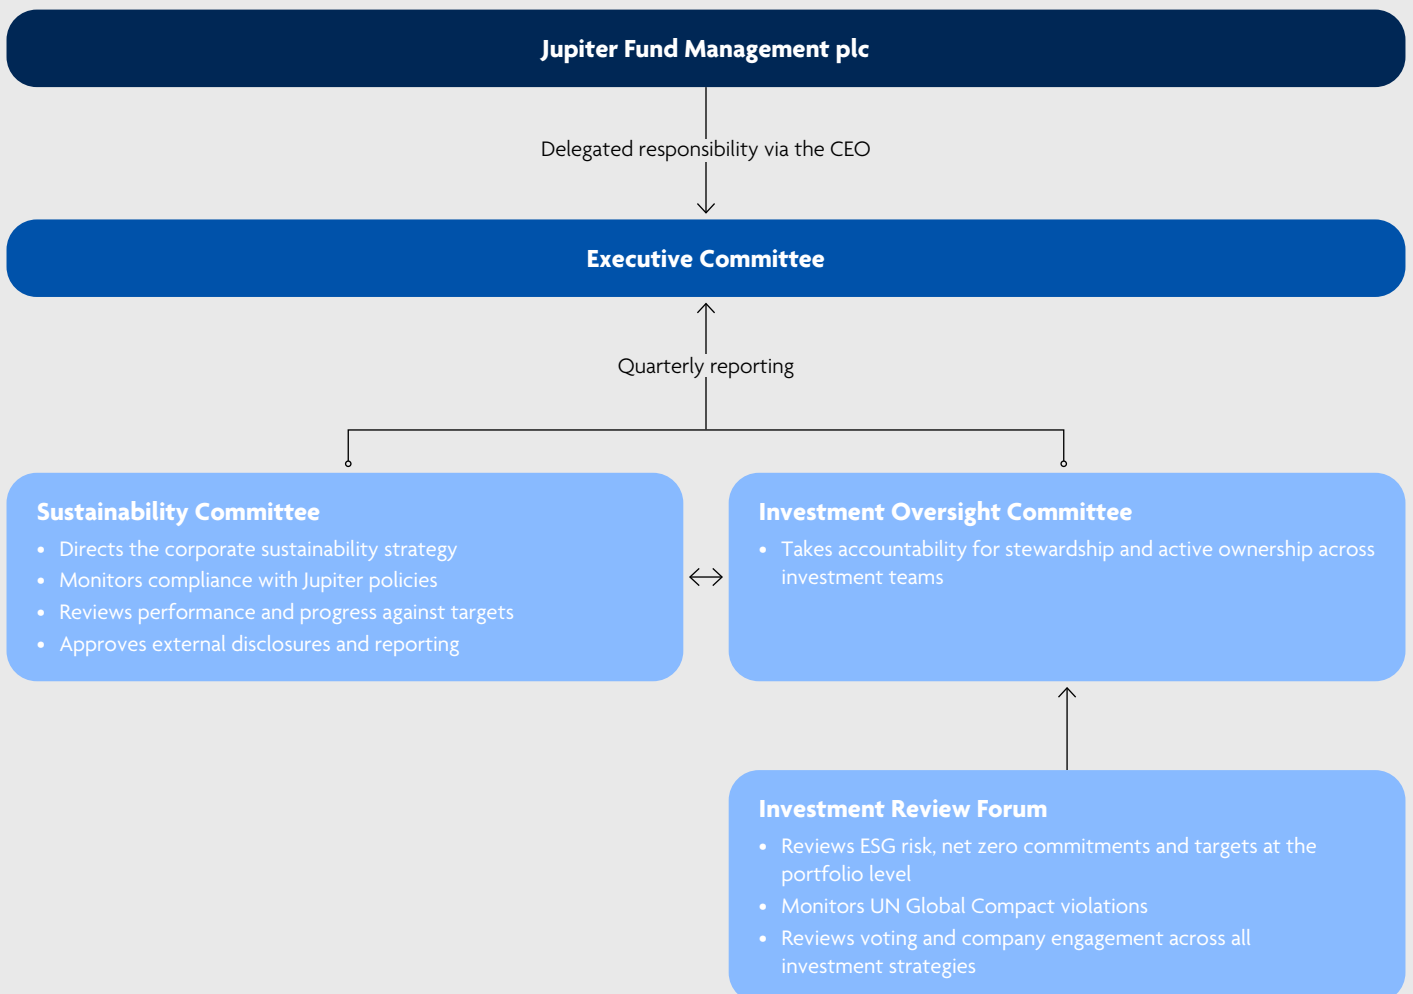 Jupiter Fund Management plc
Delegated responsibility via the CEO
Executive Committee
Quarterly reporting
Sustainability Committee
• Directs the corporate sustainability strategy
• Monitors compliance with Jupiter policies
• Reviews performance and progress against targets
• Approves external disclosures and reporting
Investment Oversight Committee
• Takes accountability for stewardship and active ownership across
investment teams
Investment Review Forum
• Reviews ESG risk, net zero commitments and targets at the
portfolio level
• Monitors UN Global Compact violations
• Reviews voting and company engagement across all
investment strategies